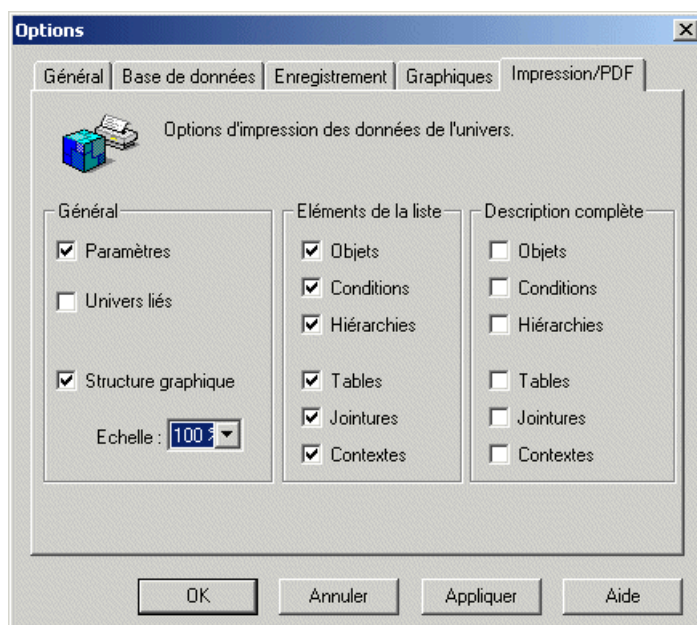 Options
Général
Base de données
Enregistrement
Graphiques
Impression/PDF
Options d'impression des données de l'univers.
Général
Paramètres
Univers liés
Structure graphique
Echelle :
100 %
Eléments de la liste
Objets
Conditions
Hiérarchies
Tables
Jointures
Contextes
Description complète
Objets
Conditions
Hiérarchies
Tables
Jointures
Contextes
OK
Annuler
Appliquer
Aide